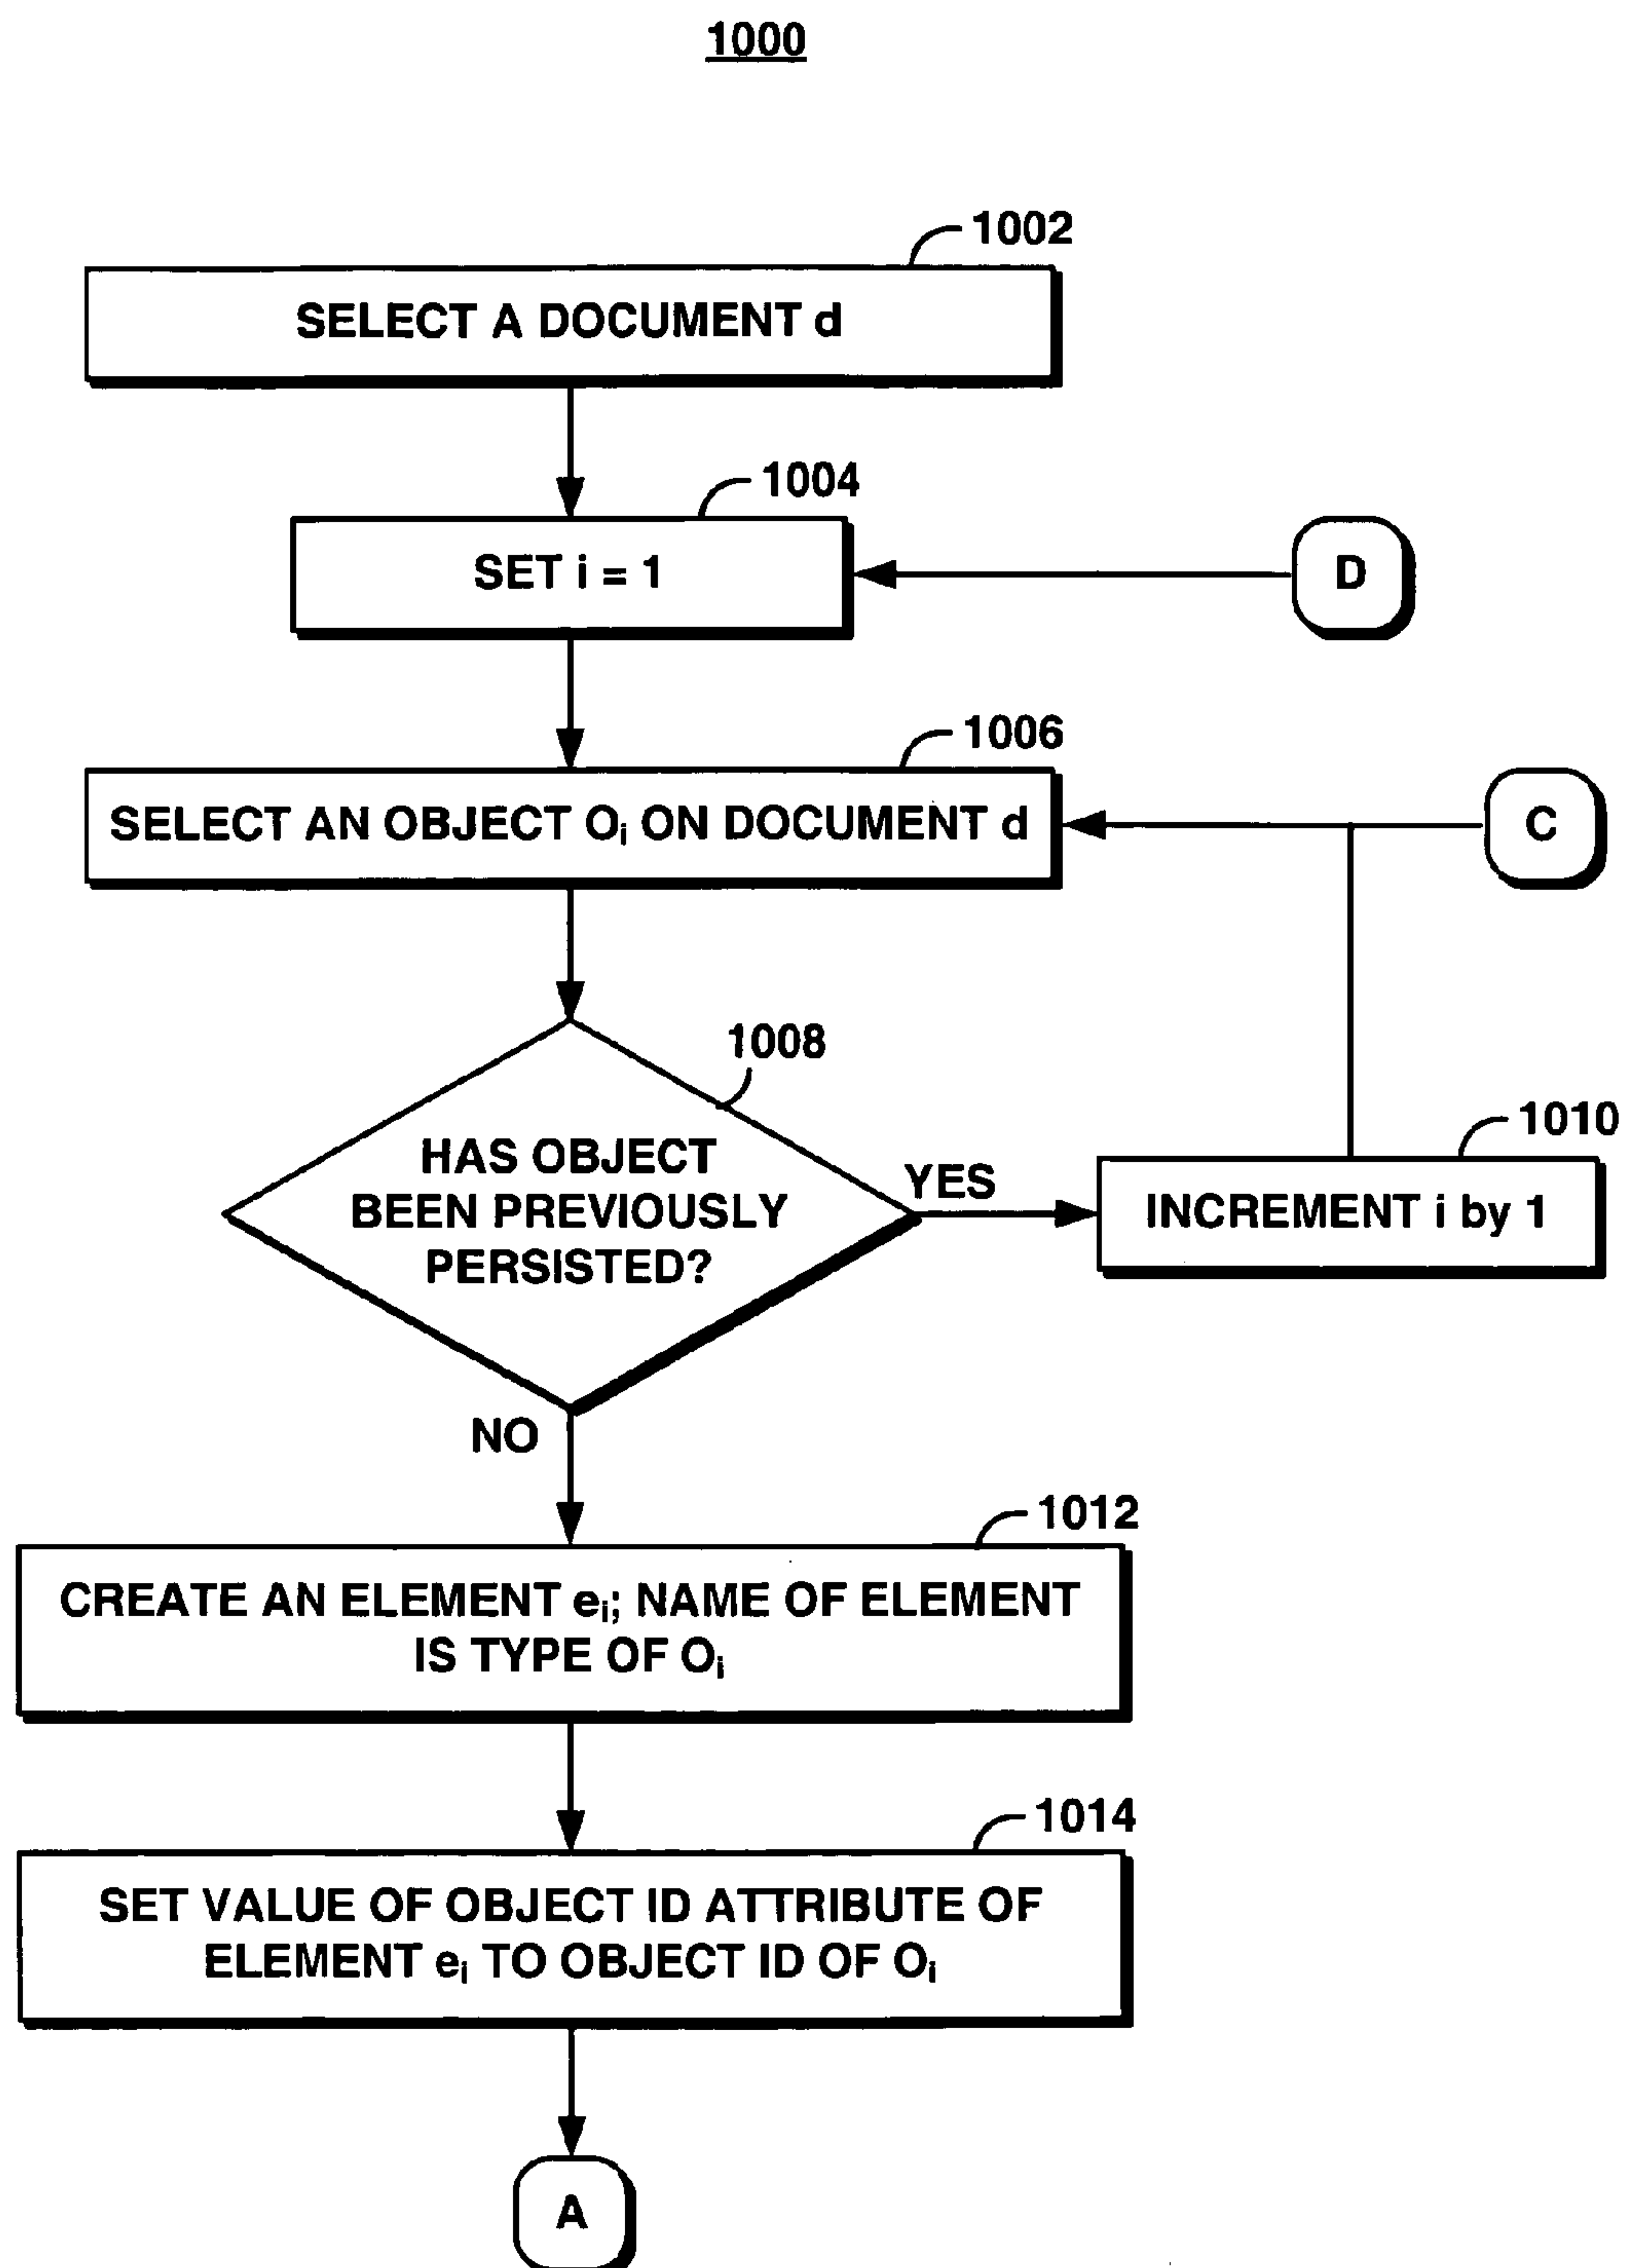 1000
1002
SELECT A DOCUMENT d
1004
SET i = 1
D
1006
SELECT AN OBJECT Oi ON DOCUMENT d
C
1008
HAS OBJECT
BEEN PREVIOUSLY
PERSISTED?
YES
1010
INCREMENT i by 1
NO
1012
CREATE AN ELEMENT ei; NAME OF ELEMENT
IS TYPE OF Oi
1014
SET VALUE OF OBJECT ID ATTRIBUTE OF
ELEMENT ei TO OBJECT ID OF Oi
A